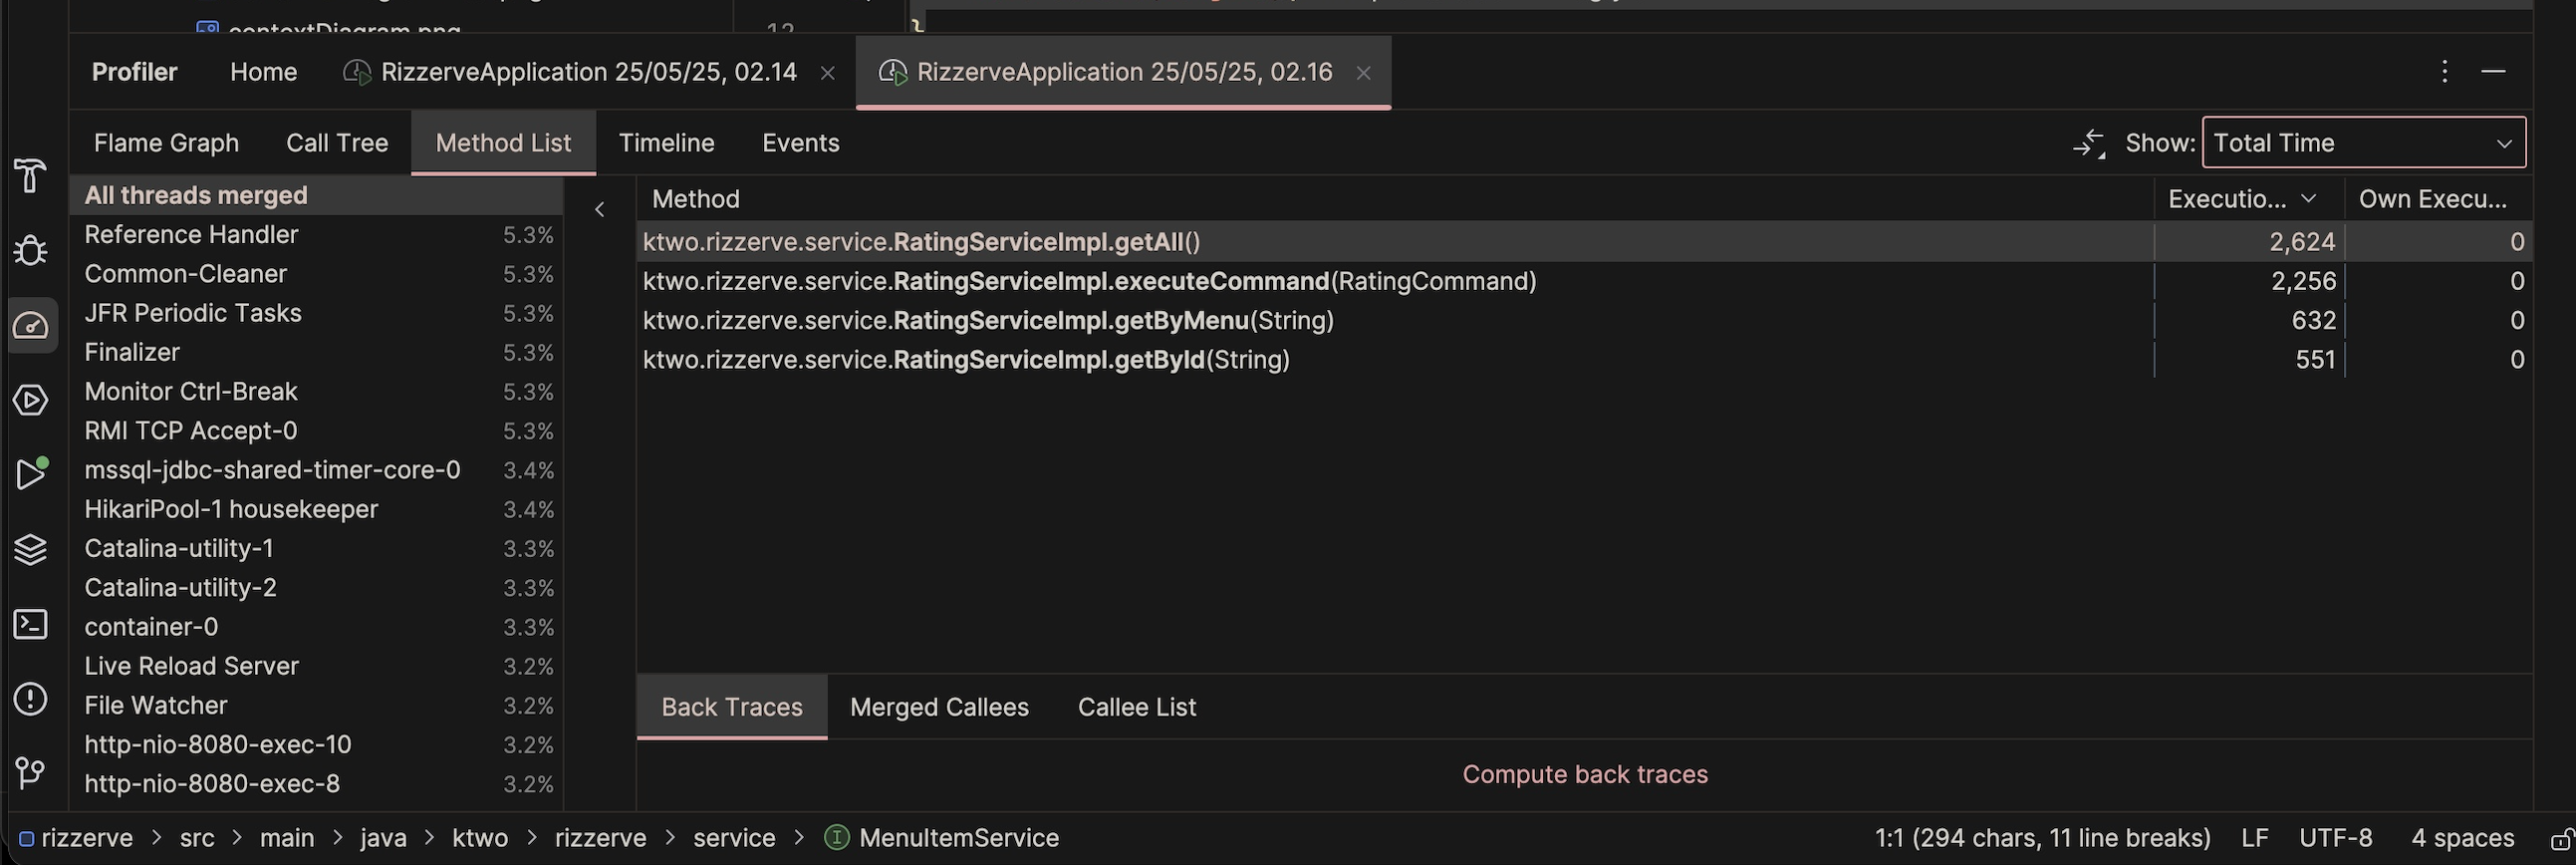 contextDiagram.png 12 }
Profiler Home RizzerveApplication 25/05/25, 02.14 RizzerveApplication 25/05/25, 02.16
Flame Graph Call Tree Method List Timeline Events Show: Total Time
All threads merged
Reference Handler 5.3%
Common-Cleaner 5.3%
JFR Periodic Tasks 5.3%
Finalizer 5.3%
Monitor Ctrl-Break 5.3%
RMI TCP Accept-0 5.3%
mssql-jdbc-shared-timer-core-0 3.4%
HikariPool-1 housekeeper 3.4%
Catalina-utility-1 3.3%
Catalina-utility-2 3.3%
container-0 3.3%
Live Reload Server 3.2%
File Watcher 3.2%
http-nio-8080-exec-10 3.2%
http-nio-8080-exec-8 3.2%
Method Executio... Own Execu...
ktwo.rizzerve.service.RatingServiceImpl.getAll() 2,624 0
ktwo.rizzerve.service.RatingServiceImpl.executeCommand(RatingCommand) 2,256 0
ktwo.rizzerve.service.RatingServiceImpl.getByMenu(String) 632 0
ktwo.rizzerve.service.RatingServiceImpl.getById(String) 551 0
Back Traces Merged Callees Callee List
Compute back traces
rizzerve > src > main > java > ktwo > rizzerve > service > MenuItemService 1:1 (294 chars, 11 line breaks) LF UTF-8 4 spaces